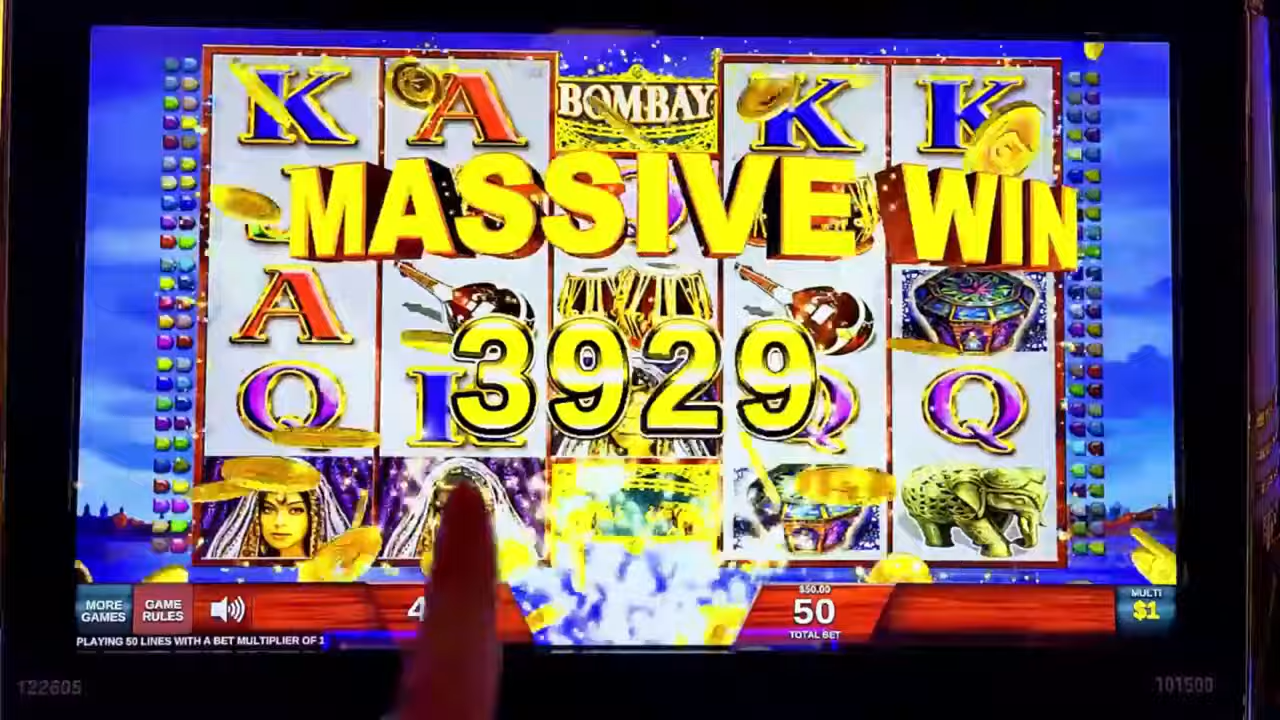 K A BOMBAY K K
MASSIVE WIN
A
3929
Q Q Q
MORE GAMES
GAME RULES
4
$50.00
50
TOTAL BET
MULTI
$1
PLAYING 50 LINES WITH A BET MULTIPLIER OF 1
122605
101500